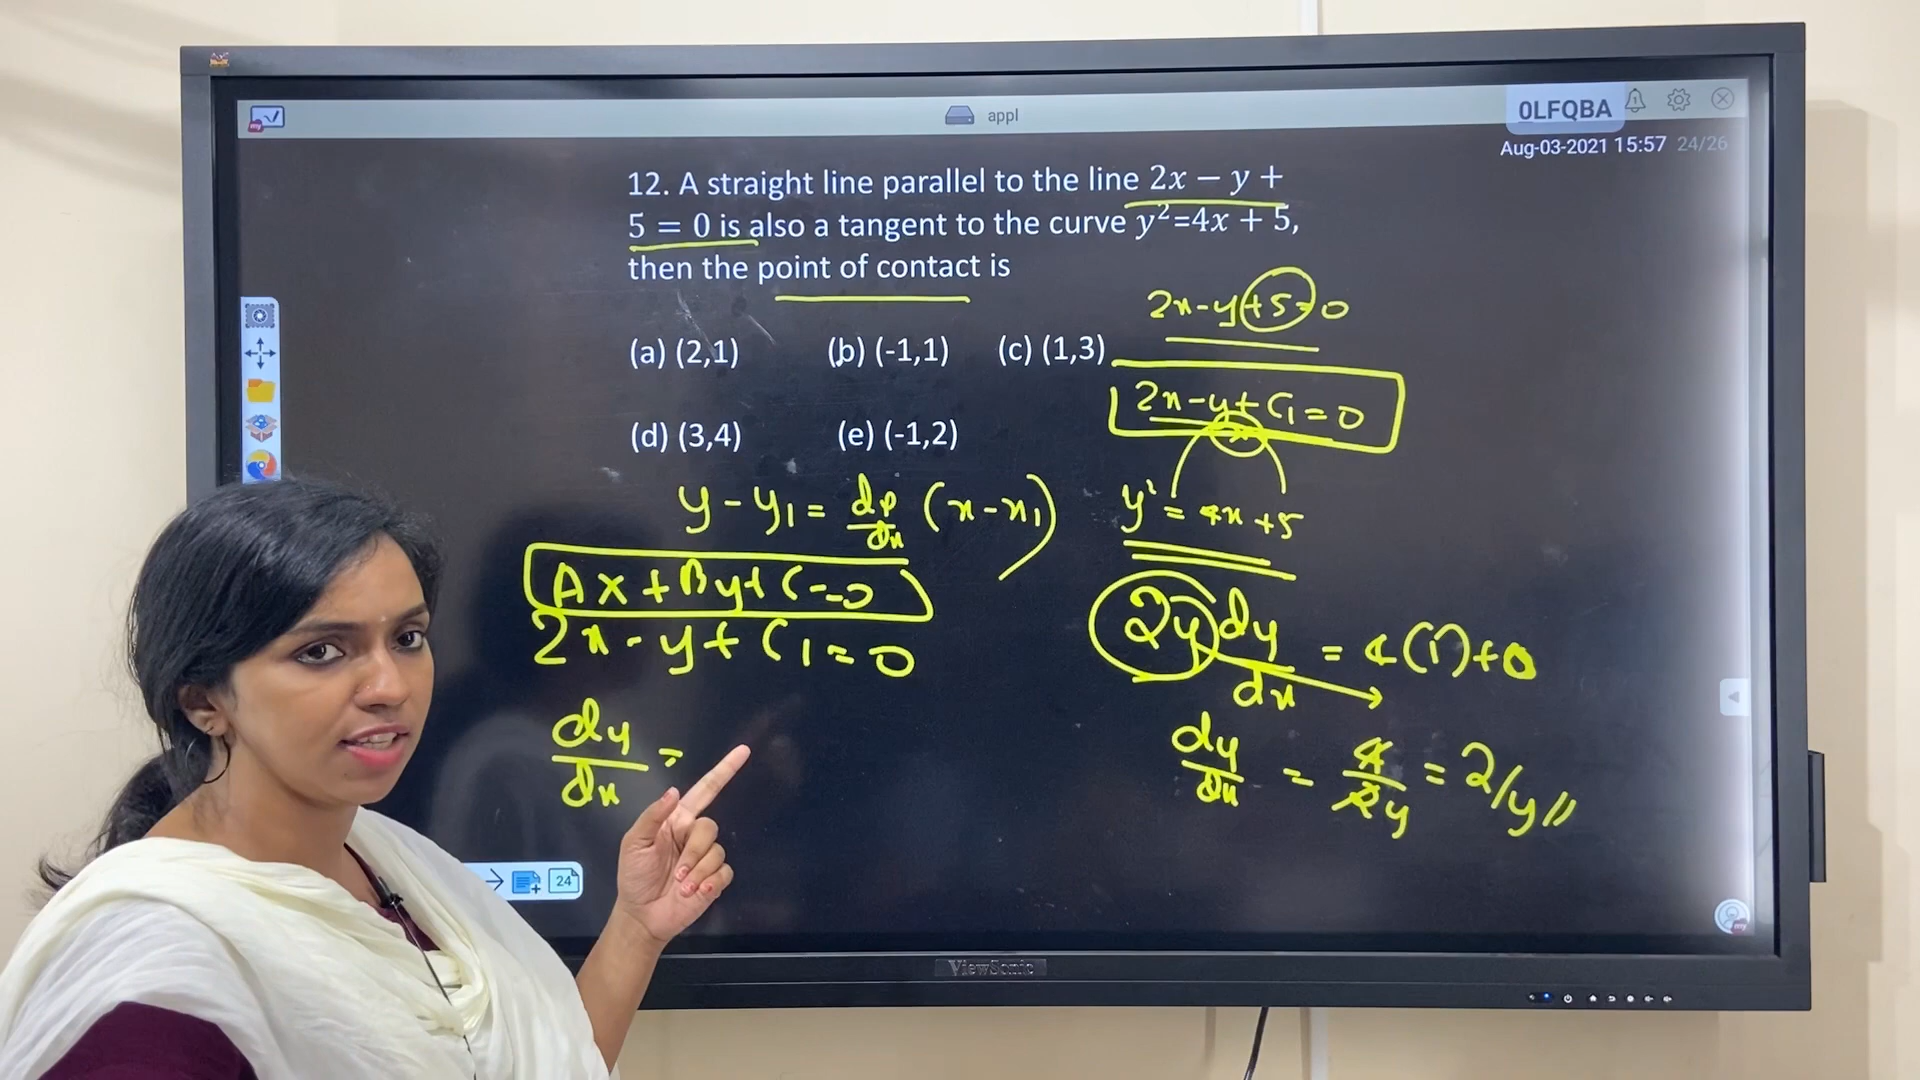 appl
0LFQBA
Aug-03-2021 15:57 24/26
12. A straight line parallel to the line 2x − y +
5 = 0 is also a tangent to the curve y²=4x + 5,
then the point of contact is
(a) (2,1) (b) (-1,1) (c) (1,3)
(d) (3,4) (e) (-1,2)
2x-y+5=0
2x-y+C₁=0
y-y₁= dy/dx (x-x₁)
y² = 4x+5
Ax+By+C=0
2x-y+C₁=0
2y dy/dx = 4(1)+0
dy/dx =
dy/dx = 4/2y = 2/y//
24
ViewSonic